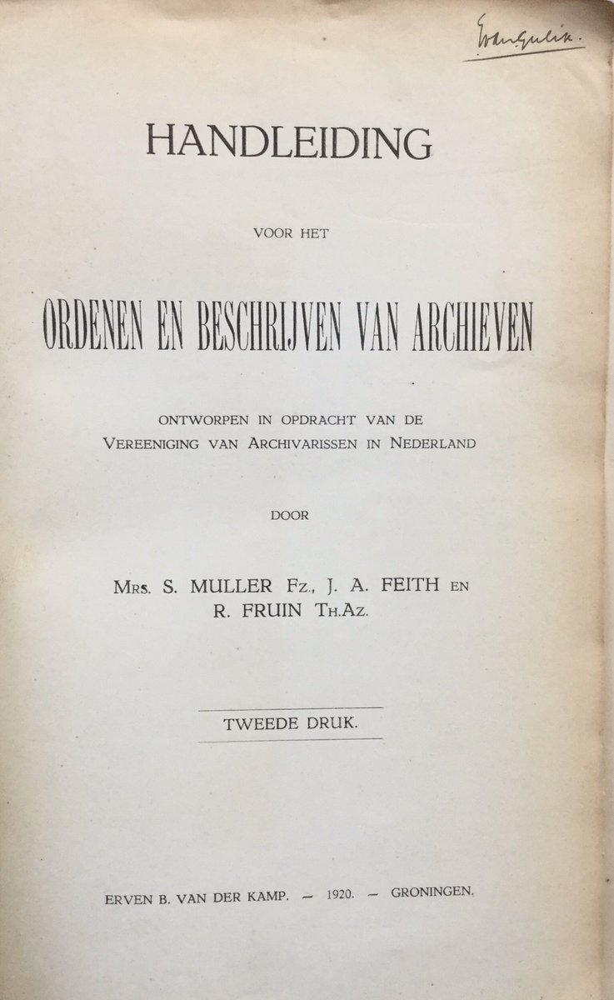 HANDLEIDING
VOOR HET
ORDENEN EN BESCHRIJVEN VAN ARCHIEVEN
ONTWORPEN IN OPDRACHT VAN DE
VEREENIGING VAN ARCHIVARISSEN IN NEDERLAND
DOOR
MRS. S. MULLER FZ., J. A. FEITH EN
R. FRUIN TH.AZ.
TWEEDE DRUK.
ERVEN B. VAN DER KAMP. — 1920. — GRONINGEN.